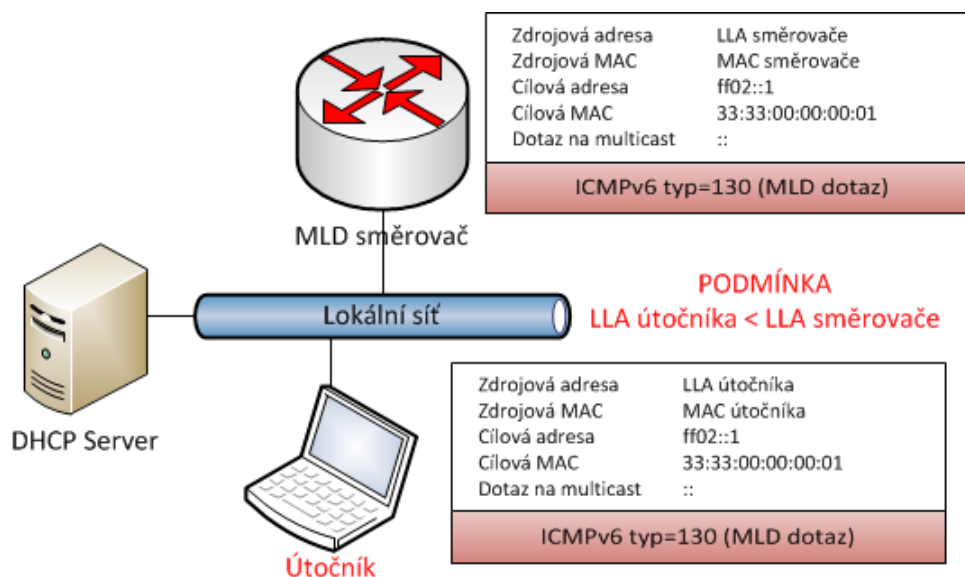 Zdrojová adresa LLA směrovače
Zdrojová MAC MAC směrovače
Cílová adresa ff02::1
Cílová MAC 33:33:00:00:00:01
Dotaz na multicast ::
ICMPv6 typ=130 (MLD dotaz)
MLD směrovač
PODMÍNKA
LLA útočníka < LLA směrovače
Lokální síť
DHCP Server
Zdrojová adresa LLA útočníka
Zdrojová MAC MAC útočníka
Cílová adresa ff02::1
Cílová MAC 33:33:00:00:00:01
Dotaz na multicast ::
ICMPv6 typ=130 (MLD dotaz)
Útočník